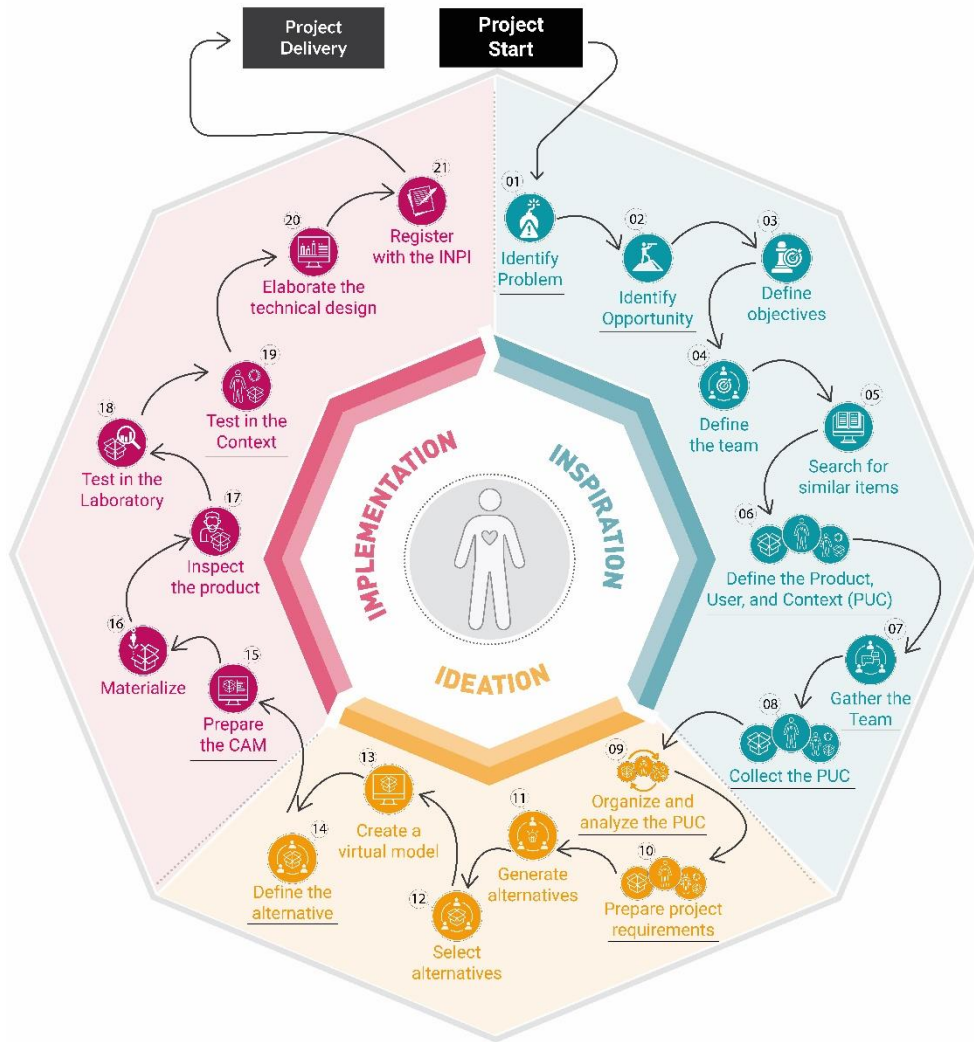 Project
Delivery
Project
Start
01
Identify
Problem
02
Identify
Opportunity
03
Define
objectives
04
Define
the team
05
Search for
similar items
06
Define the Product,
User, and Context (PUC)
07
Gather the
Team
08
Collect the PUC
09
Organize and
analyze the PUC
10
Prepare project
requirements
11
Generate
alternatives
12
Select
alternatives
13
Create a
virtual model
14
Define the
alternative
15
Prepare
the CAM
16
Materialize
17
Inspect
the product
18
Test in the
Laboratory
19
Test in the
Context
20
Elaborate the
technical design
21
Register
with the INPI
IMPLEMENTATION
INSPIRATION
IDEATION